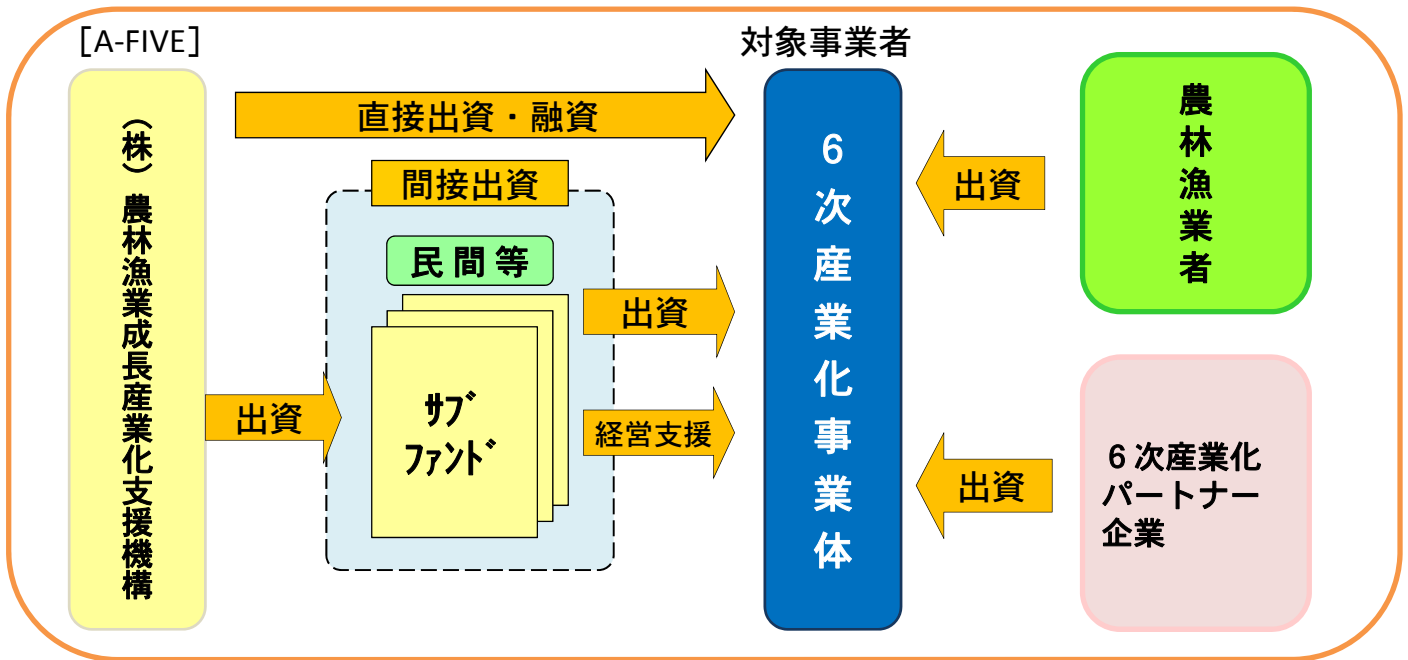 [A-FIVE]
(株)農林漁業成長産業化支援機構
直接出資・融資
間接出資
民間等
サブ
ファンド
出資
出資
経営支援
対象事業者
6次産業化事業体
出資
農林漁業者
出資
6次産業化
パートナー
企業